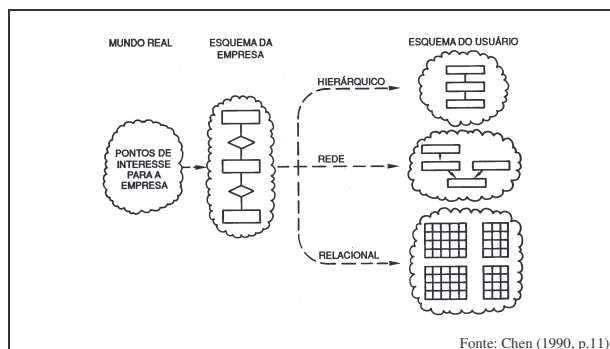 MUNDO REAL
ESQUEMA DA
EMPRESA
ESQUEMA DO USUÁRIO
HIERÁRQUICO
PONTOS DE
INTERESSE
PARA A
EMPRESA
REDE
RELACIONAL
Fonte: Chen (1990, p.11)